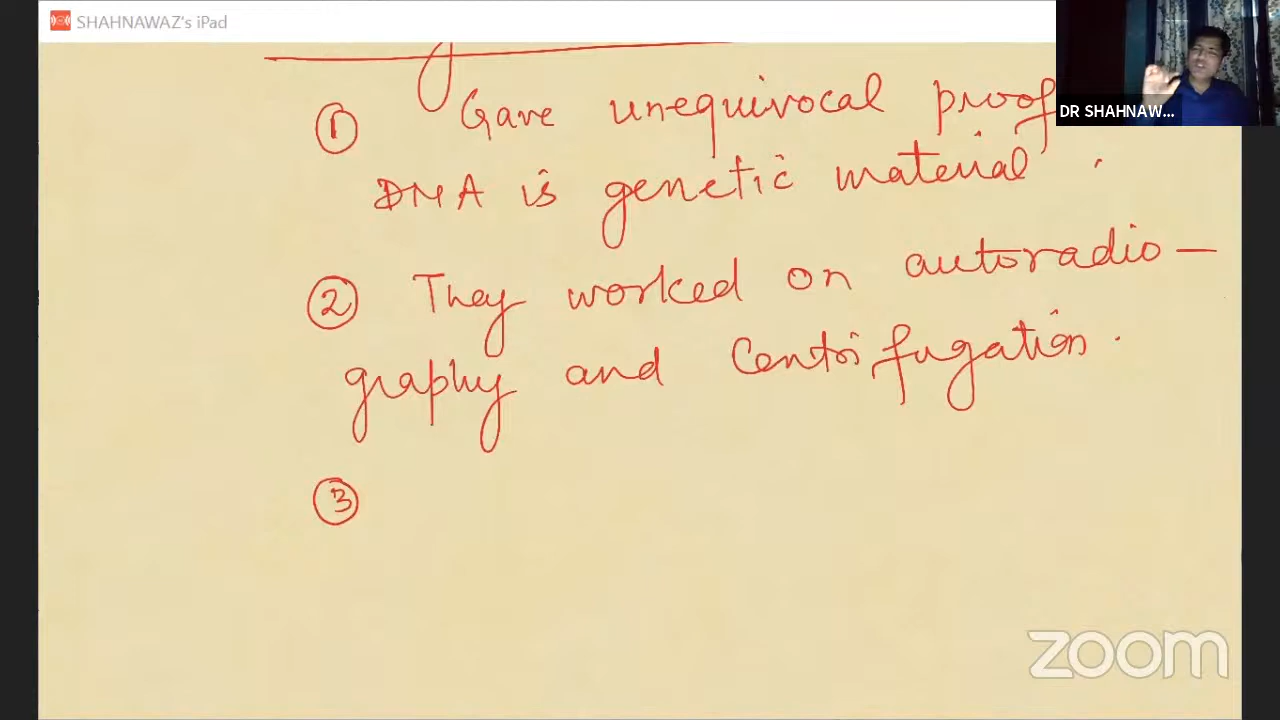 SHAHNAWAZ's iPad
DR SHAHNAW...
① Gave unequivocal proof
DNA is genetic material .
② They worked on autoradio -
graphy and Centrifugation .
③
zoom